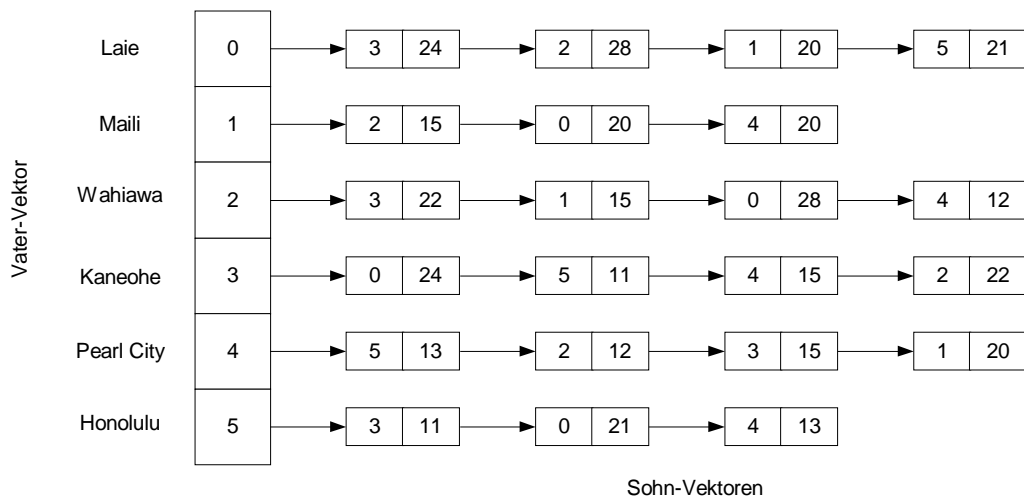 Laie 0 3 24 2 28 1 20 5 21
Maili 1 2 15 0 20 4 20
Wahiawa 2 3 22 1 15 0 28 4 12
Kaneohe 3 0 24 5 11 4 15 2 22
Pearl City 4 5 13 2 12 3 15 1 20
Honolulu 5 3 11 0 21 4 13
Vater-Vektor
Sohn-Vektoren